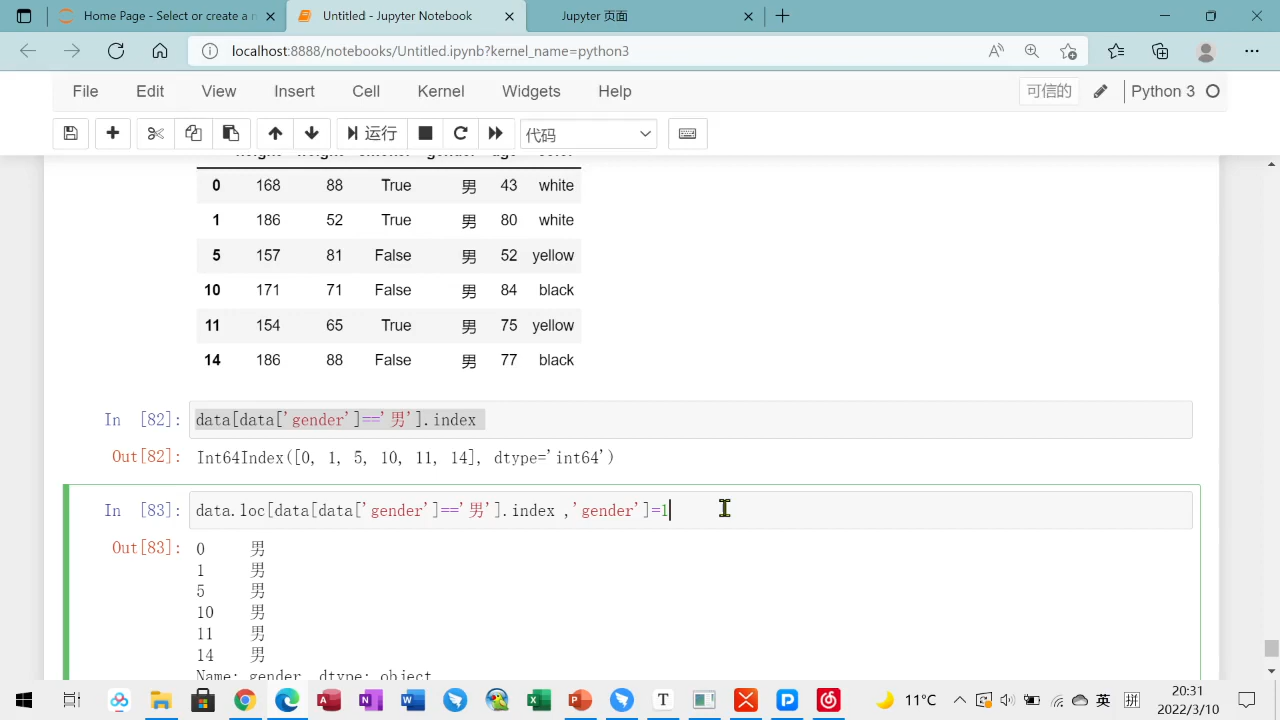 Home Page - Select or create a n
Untitled - Jupyter Notebook
Jupyter 页面
localhost:8888/notebooks/Untitled.ipynb?kernel_name=python3
File Edit View Insert Cell Kernel Widgets Help 可信的 Python 3
运行 代码
0 168 88 True 男 43 white
1 186 52 True 男 80 white
5 157 81 False 男 52 yellow
10 171 71 False 男 84 black
11 154 65 True 男 75 yellow
14 186 88 False 男 77 black
In [82]: data[data['gender']=='男'].index
Out[82]: Int64Index([0, 1, 5, 10, 11, 14], dtype='int64')
In [83]: data.loc[data[data['gender']=='男'].index ,'gender']=1
Out[83]: 0 男
1 男
5 男
10 男
11 男
14 男
Name: gender, dtype: object
11°C 英 拼 20:31
2022/3/10